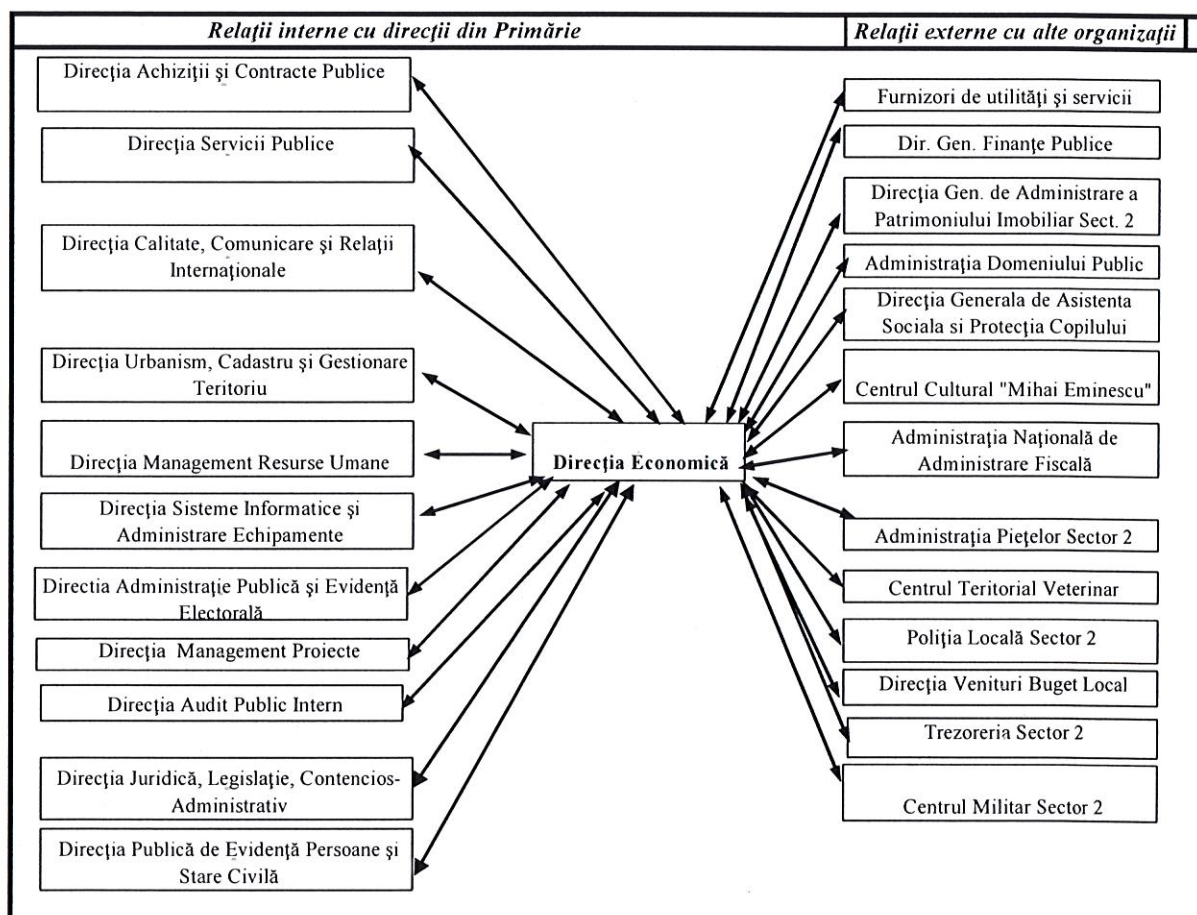 Relaţii interne cu direcţii din Primărie
Relaţii externe cu alte organizaţii
Direcţia Achiziţii şi Contracte Publice
Direcţia Servicii Publice
Direcţia Calitate, Comunicare şi Relaţii
Internaţionale
Direcţia Urbanism, Cadastru şi Gestionare
Teritoriu
Direcţia Management Resurse Umane
Direcţia Sisteme Informatice şi
Administrare Echipamente
Directia Administraţie Publică şi Evidenţă
Electorală
Direcţia Management Proiecte
Direcţia Audit Public Intern
Direcţia Juridică, Legislaţie, Contencios-
Administrativ
Direcţia Publică de Evidenţă Persoane şi
Stare Civilă
Direcţia Economică
Furnizori de utilităţi şi servicii
Dir. Gen. Finanţe Publice
Direcţia Gen. de Administrare a
Patrimoniului Imobiliar Sect. 2
Administraţia Domeniului Public
Direcţia Generala de Asistenta
Sociala si Protecţia Copilului
Centrul Cultural "Mihai Eminescu"
Administraţia Naţională de
Administrare Fiscală
Administraţia Pieţelor Sector 2
Centrul Teritorial Veterinar
Poliţia Locală Sector 2
Direcţia Venituri Buget Local
Trezoreria Sector 2
Centrul Militar Sector 2